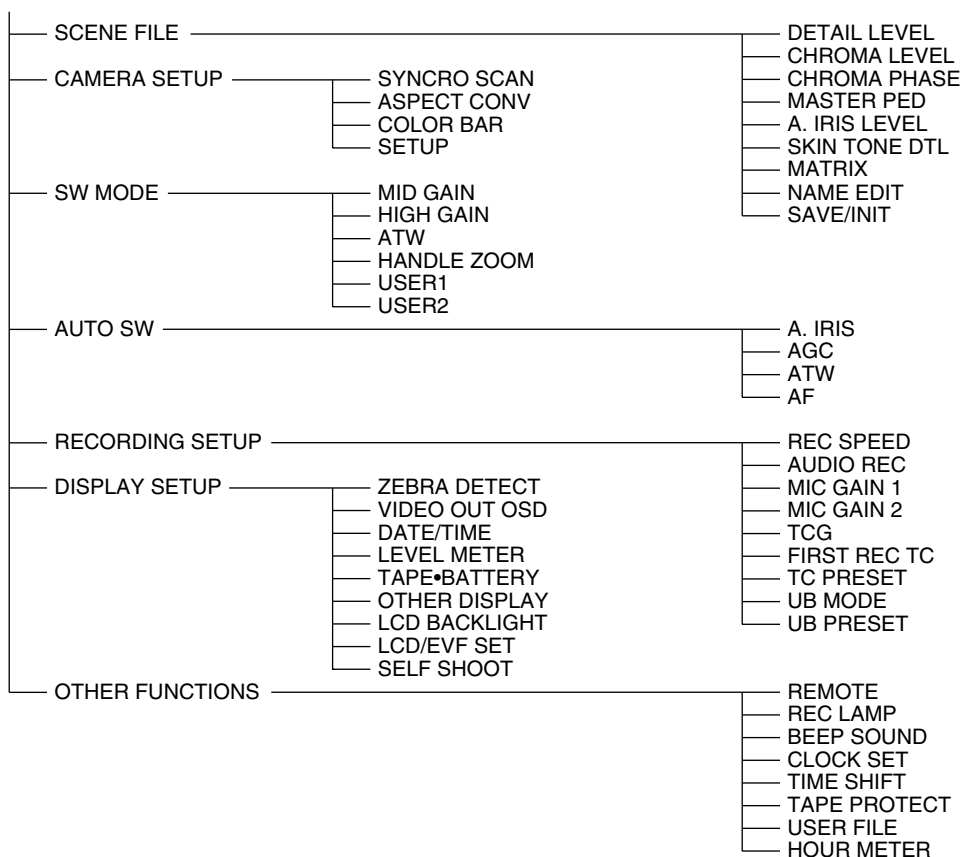 SCENE FILE
DETAIL LEVEL
CHROMA LEVEL
CHROMA PHASE
MASTER PED
A. IRIS LEVEL
SKIN TONE DTL
MATRIX
NAME EDIT
SAVE/INIT
CAMERA SETUP
SYNCRO SCAN
ASPECT CONV
COLOR BAR
SETUP
SW MODE
MID GAIN
HIGH GAIN
ATW
HANDLE ZOOM
USER1
USER2
AUTO SW
A. IRIS
AGC
ATW
AF
RECORDING SETUP
REC SPEED
AUDIO REC
MIC GAIN 1
MIC GAIN 2
TCG
FIRST REC TC
TC PRESET
UB MODE
UB PRESET
DISPLAY SETUP
ZEBRA DETECT
VIDEO OUT OSD
DATE/TIME
LEVEL METER
TAPE•BATTERY
OTHER DISPLAY
LCD BACKLIGHT
LCD/EVF SET
SELF SHOOT
OTHER FUNCTIONS
REMOTE
REC LAMP
BEEP SOUND
CLOCK SET
TIME SHIFT
TAPE PROTECT
USER FILE
HOUR METER